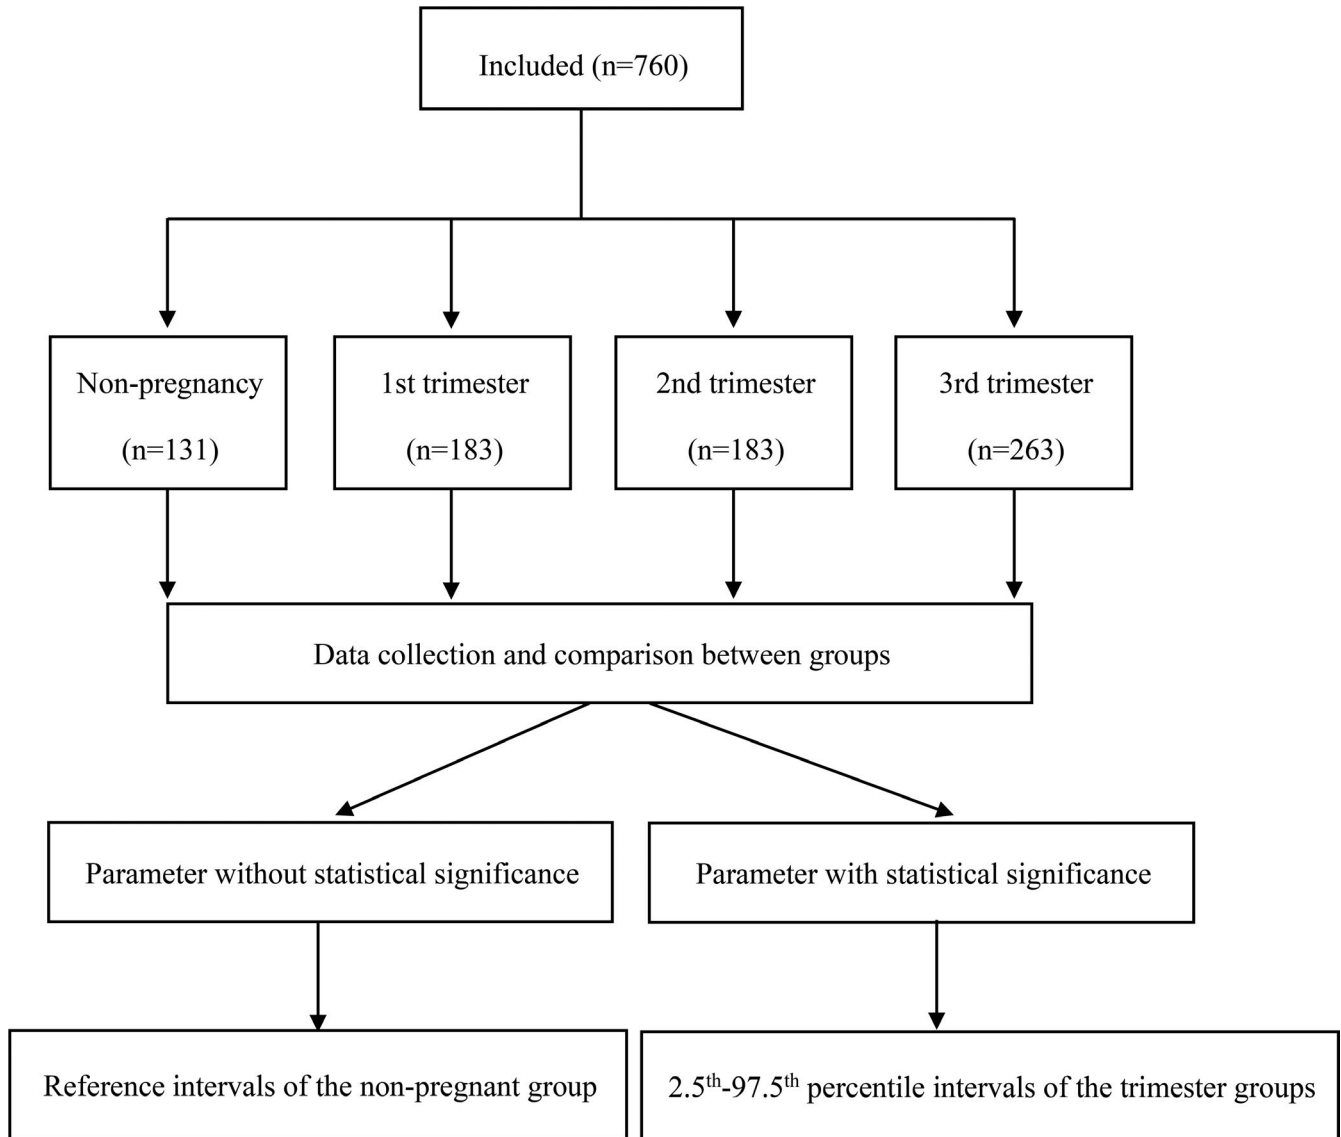 Included (n=760)
Non-pregnancy
(n=131)
1st trimester
(n=183)
2nd trimester
(n=183)
3rd trimester
(n=263)
Data collection and comparison between groups
Parameter without statistical significance
Parameter with statistical significance
Reference intervals of the non-pregnant group
2.5th-97.5th percentile intervals of the trimester groups